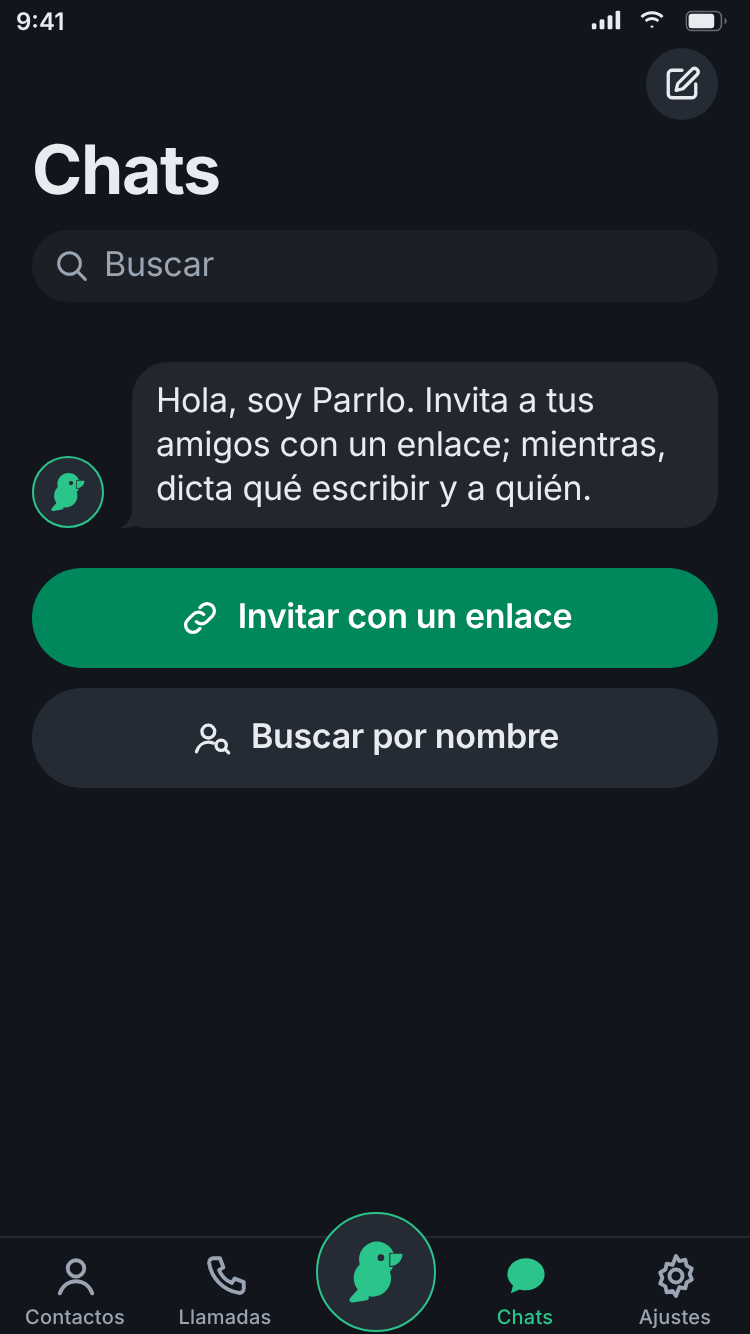 9:41
Chats
Buscar
Hola, soy Parrlo. Invita a tus
amigos con un enlace; mientras,
dicta qué escribir y a quién.
Invitar con un enlace
Buscar por nombre
Contactos
Llamadas
Chats
Ajustes